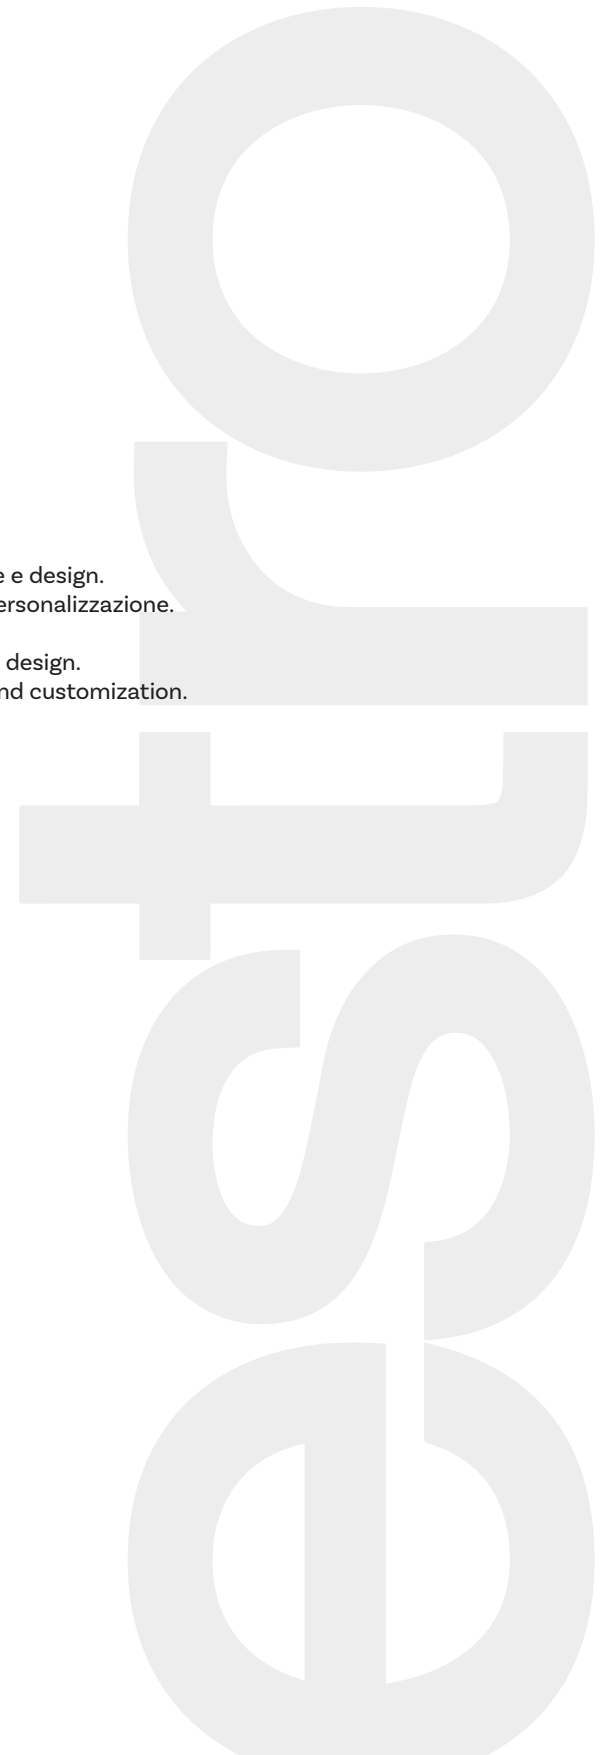 e e design.
ersonalizzazione.
design.
nd customization.
estro